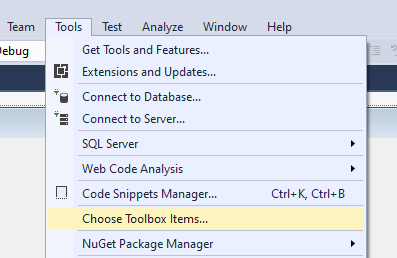 Team Tools Test Analyze Window Help
Debug
Get Tools and Features...
Extensions and Updates...
Connect to Database...
Connect to Server...
SQL Server
Web Code Analysis
Code Snippets Manager... Ctrl+K, Ctrl+B
Choose Toolbox Items...
NuGet Package Manager